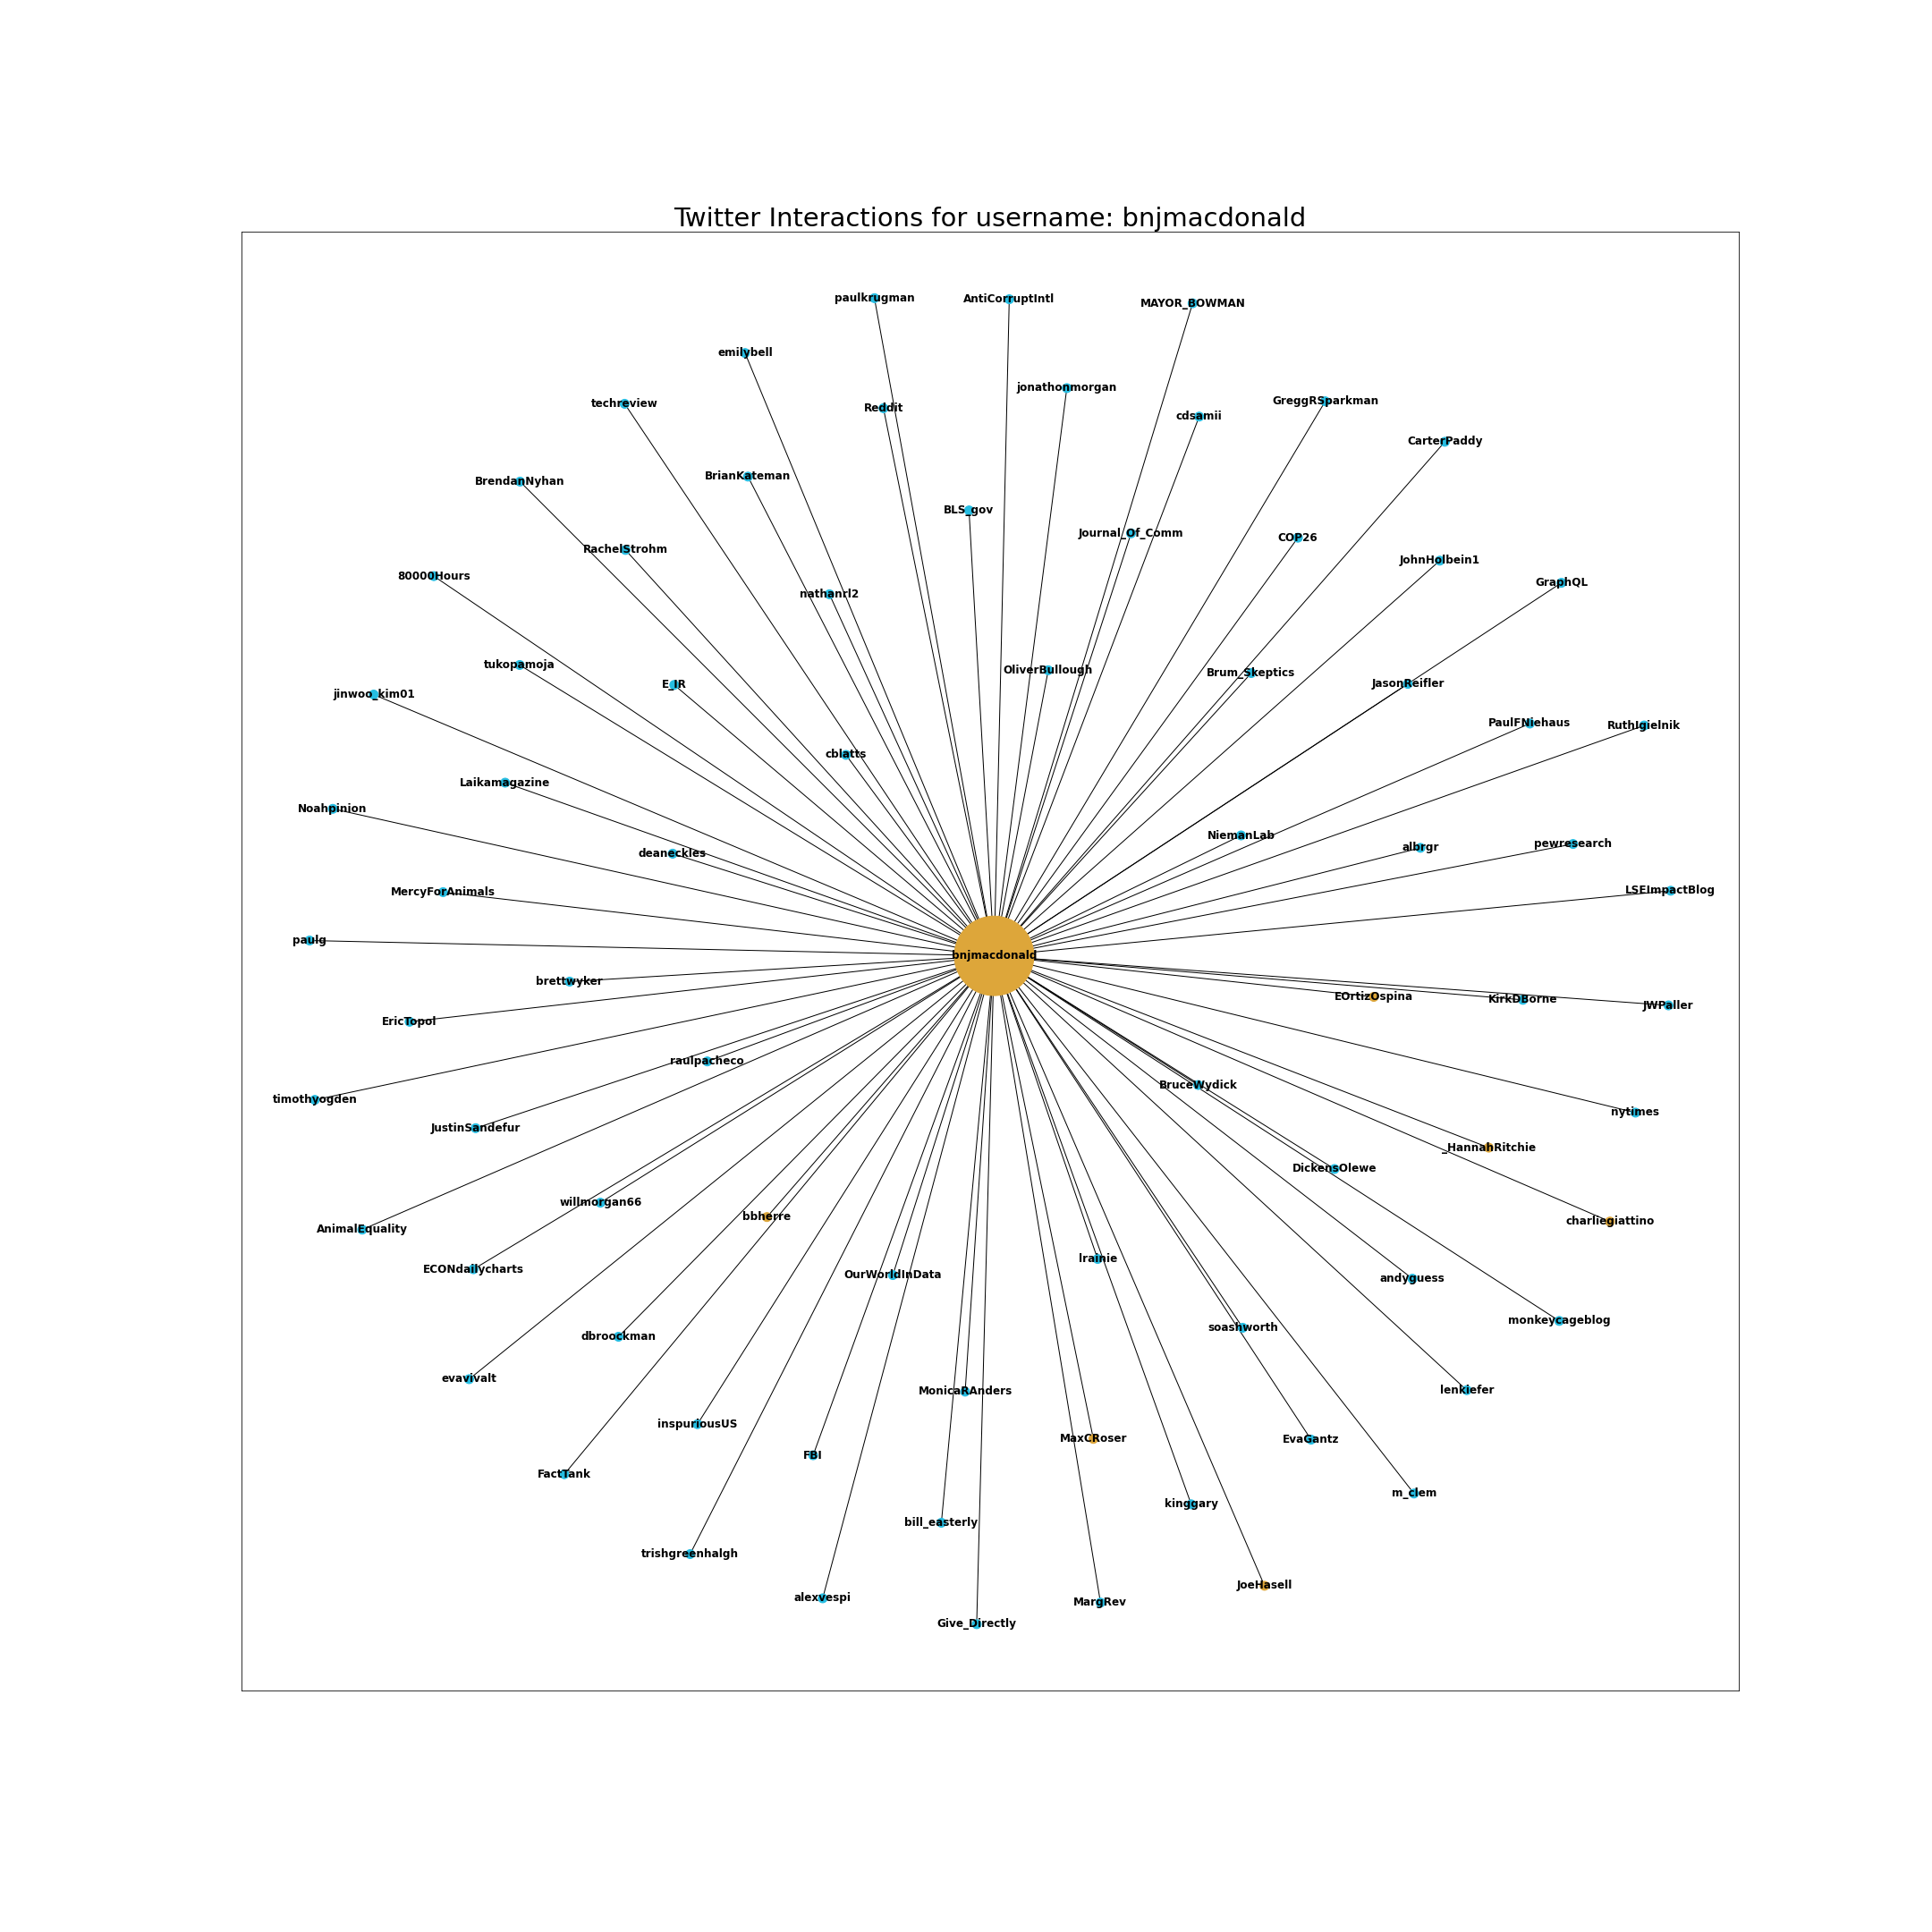 Twitter Interactions for username: bnjmacdonald
paulkrugman
AntiCorruptIntl
MAYOR_BOWMAN
emilybell
jonathonmorgan
techreview
Reddit
GreggRSparkman
cdsamii
CarterPaddy
BrianKateman
BrendanNyhan
BLS_gov
Journal_Of_Comm
COP26
RachelStrohm
JohnHolbein1
80000Hours
GraphQL
nathanrl2
tukopamoja
OliverBullough
Brum_Skeptics
E_IR
JasonReifler
jinwoo_kim01
PaulFNiehaus
RuthIgielnik
cblatts
Laikamagazine
Noahpinion
NiemanLab
pewresearch
albrgr
deaneckles
LSEImpactBlog
MercyForAnimals
paulg
bnjmacdonald
brettwyker
EOrtizOspina
KirkDBorne
JWPaller
EricTopol
raulpacheco
BruceWydick
timothyogden
nytimes
JustinSandefur
_HannahRitchie
DickensOlewe
willmorgan66
bbherre
charliegiattino
AnimalEquality
lrainie
ECONdailycharts
OurWorldInData
andyguess
monkeycageblog
soashworth
dbroockman
evavivalt
MonicaRAnders
lenkiefer
inspuriousUS
MaxCRoser
EvaGantz
FBI
FactTank
m_clem
kinggary
bill_easterly
trishgreenhalgh
JoeHasell
alexvespi
MargRev
Give_Directly